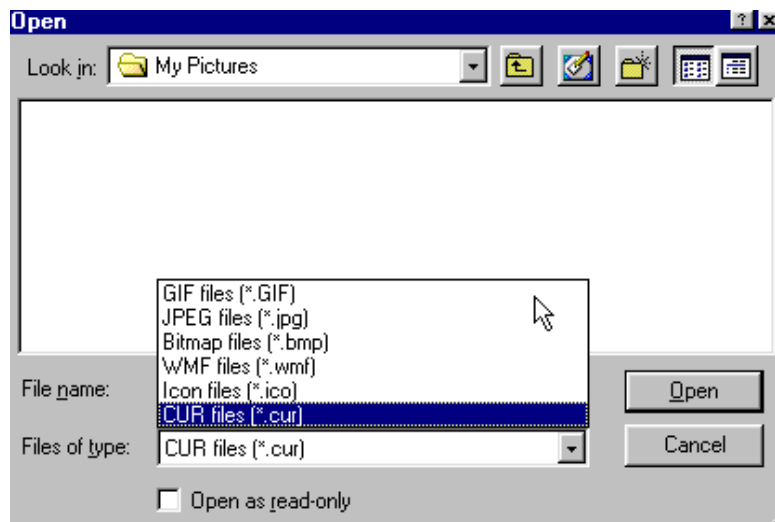 Open
Look in: My Pictures
GIF files (*.GIF)
JPEG files (*.jpg)
Bitmap files (*.bmp)
WMF files (*.wmf)
Icon files (*.ico)
CUR files (*.cur)
File name:
Open
Files of type: CUR files (*.cur)
Cancel
Open as read-only